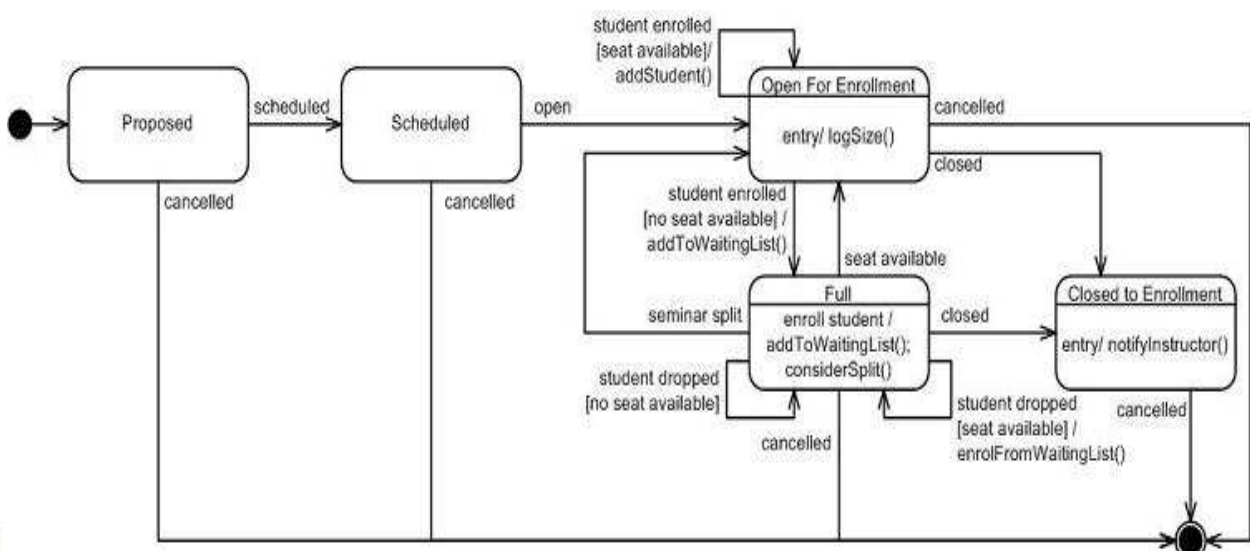 student enrolled
[seat available]/
addStudent()
Open For Enrollment
entry/ logSize()
Proposed
scheduled
Scheduled
open
cancelled
closed
cancelled
cancelled
student enrolled
[no seat available] /
addToWaitingList()
seat available
Full
enroll student /
addToWaitingList();
considerSplit()
seminar split
closed
Closed to Enrollment
entry/ notifyInstructor()
student dropped
[no seat available]
student dropped
[seat available] /
enrolFromWaitingList()
cancelled
cancelled